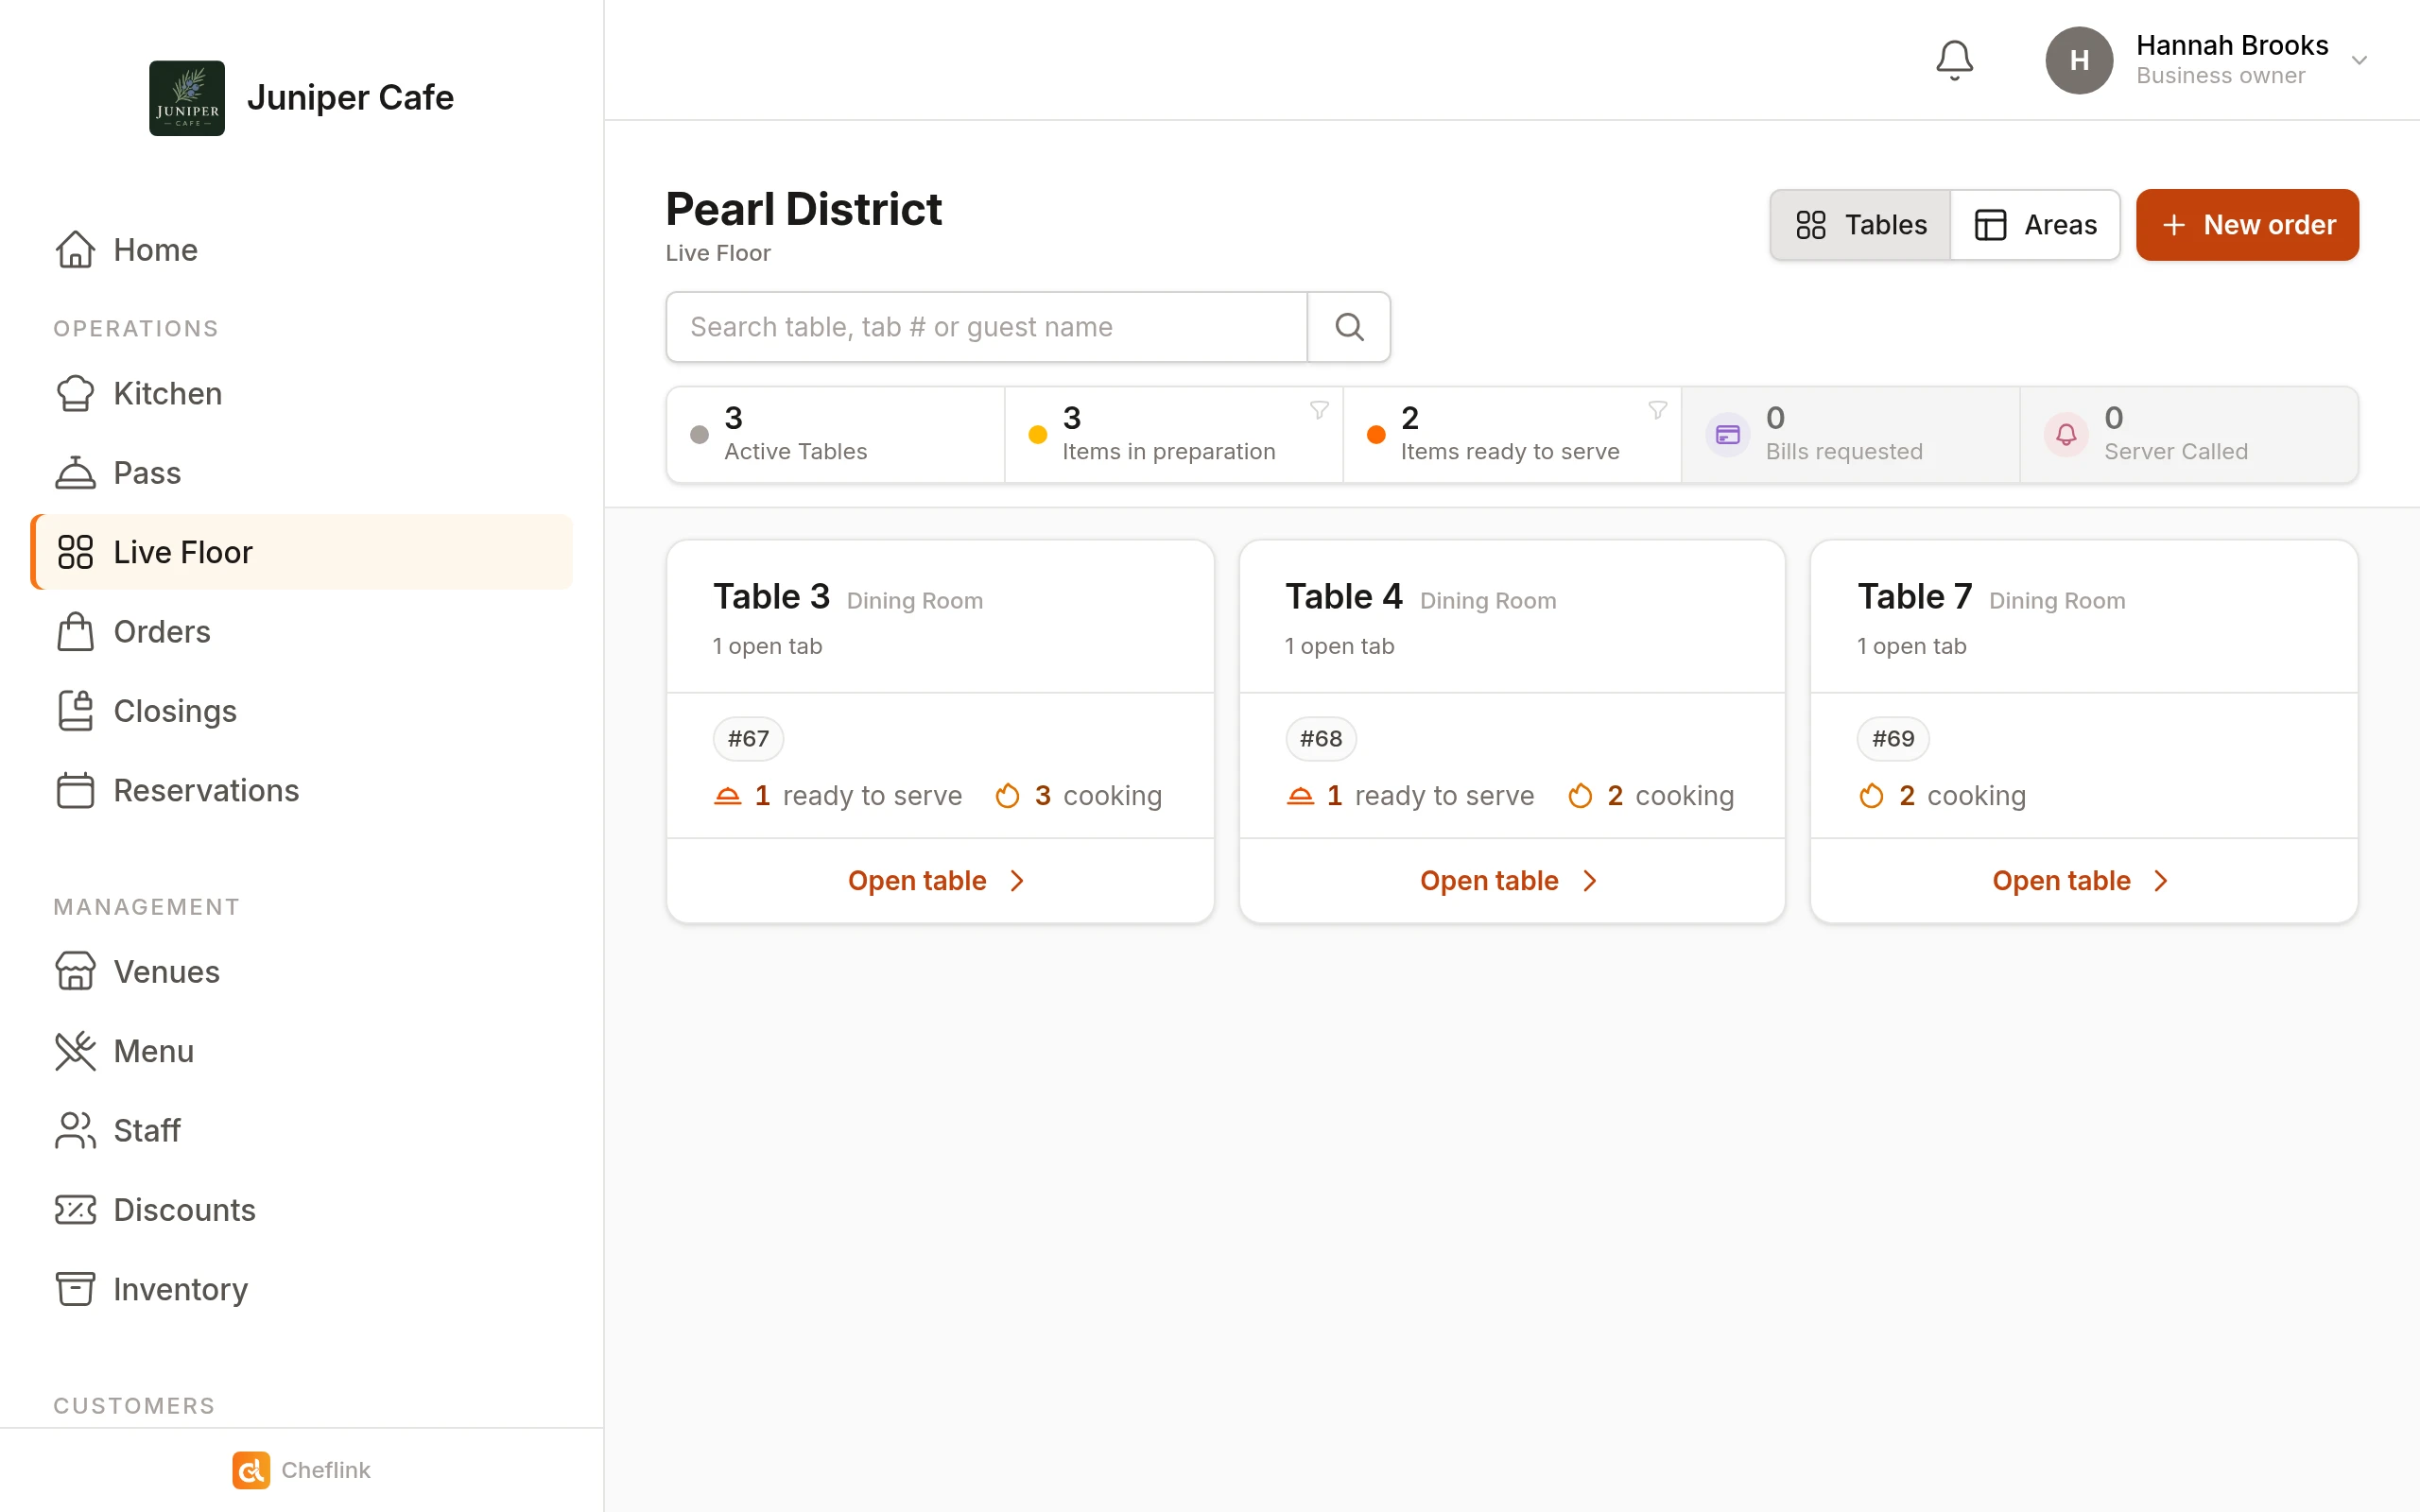 JUNIPER
CAFE
Juniper Cafe
Home
OPERATIONS
Kitchen
Pass
Live Floor
Orders
Closings
Reservations
MANAGEMENT
Venues
Menu
Staff
Discounts
Inventory
CUSTOMERS
Cheflink
H
Hannah Brooks
Business owner
Pearl District
Live Floor
Tables
Areas
New order
Search table, tab # or guest name
3
Active Tables
3
Items in preparation
2
Items ready to serve
0
Bills requested
0
Server Called
Table 3 Dining Room
1 open tab
#67
1 ready to serve 3 cooking
Open table
Table 4 Dining Room
1 open tab
#68
1 ready to serve 2 cooking
Open table
Table 7 Dining Room
1 open tab
#69
2 cooking
Open table